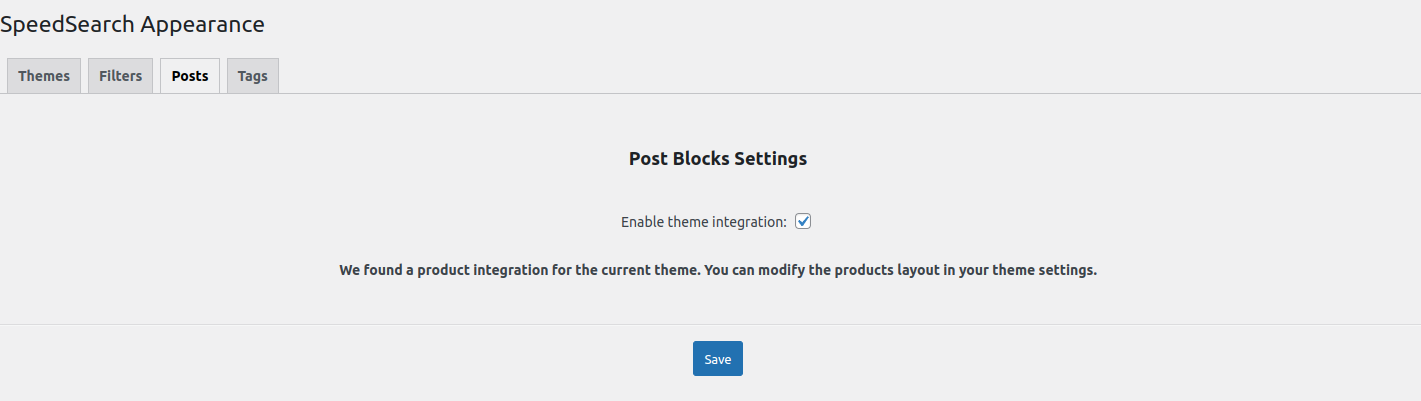 SpeedSearch Appearance
Themes Filters Posts Tags
Post Blocks Settings
Enable theme integration:
We found a product integration for the current theme. You can modify the products layout in your theme settings.
Save